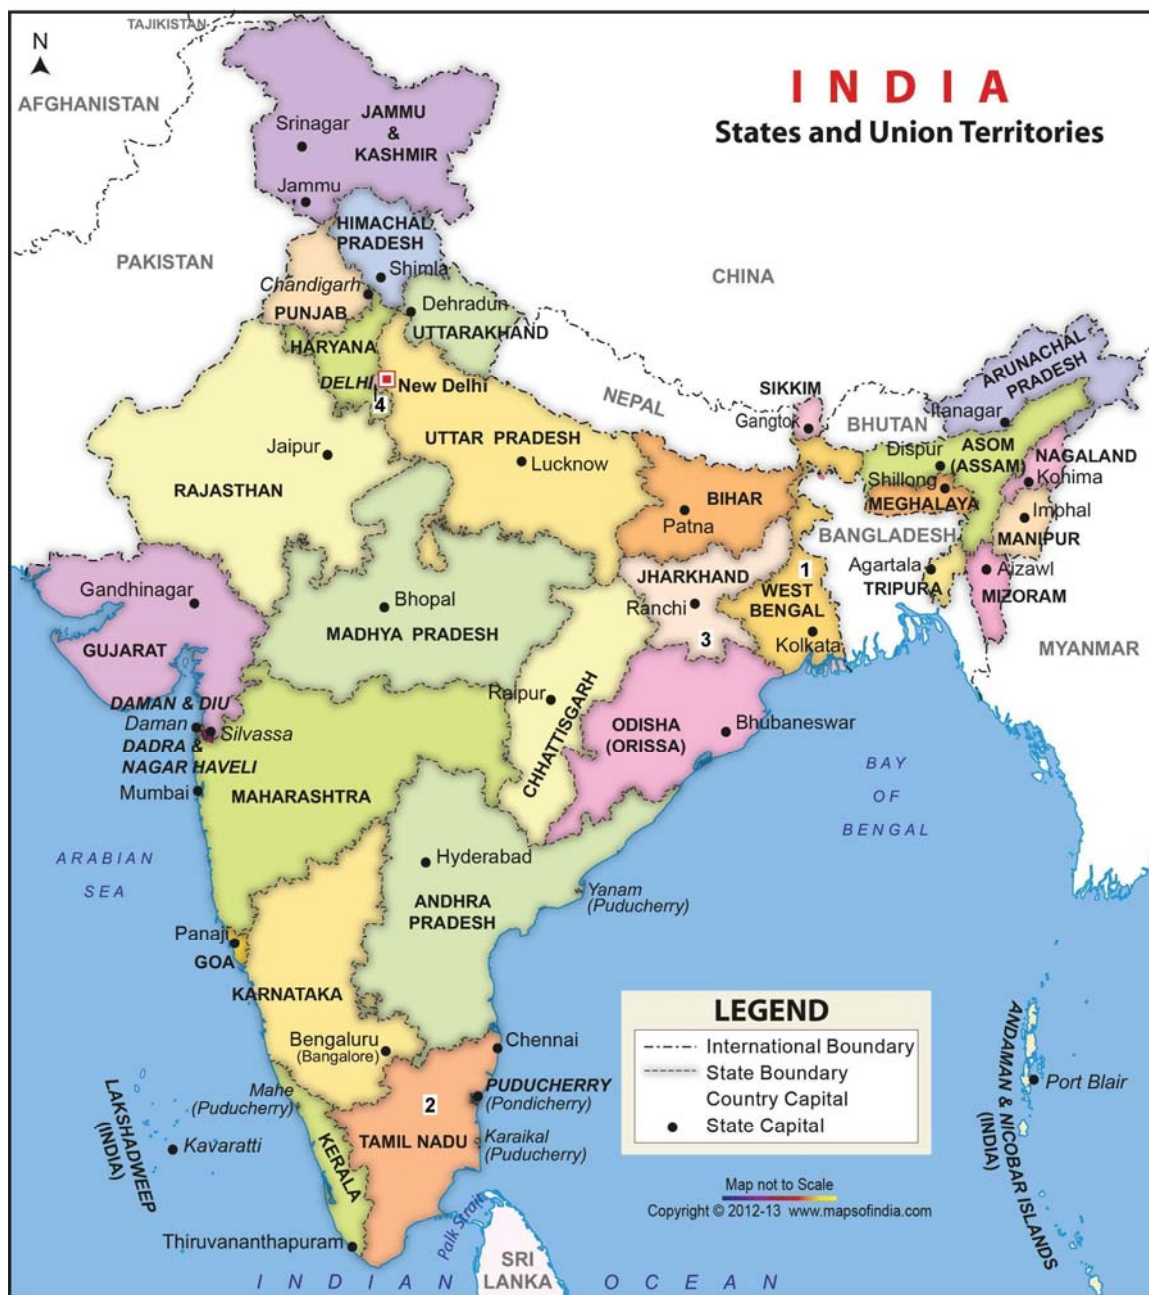 TAJIKISTAN
N
AFGHANISTAN
INDIA
States and Union Territories
JAMMU
&
KASHMIR
Srinagar
Jammu
HIMACHAL
PRADESH
PAKISTAN
Shimla
CHINA
Chandigarh
PUNJAB
Dehradun
UTTARAKHAND
HARYANA
DELHI
New Delhi
4
NEPAL
SIKKIM
Gangtok
BHUTAN
ARUNACHAL
PRADESH
Itanagar
UTTAR PRADESH
Lucknow
Jaipur
RAJASTHAN
Dispur
ASOM
(ASSAM)
NAGALAND
Kohima
Shillong
MEGHALAYA
BIHAR
Patna
Imphal
MANIPUR
BANGLADESH
JHARKHAND
Ranchi
3
1
WEST
BENGAL
Kolkata
Agartala
TRIPURA
Aizawl
MIZORAM
MYANMAR
Gandhinagar
GUJARAT
Bhopal
MADHYA PRADESH
DAMAN & DIU
Daman
Silvassa
DADRA &
NAGAR HAVELI
Mumbai
MAHARASHTRA
Raipur
CHHATTISGARH
ODISHA
(ORISSA)
Bhubaneswar
BAY
OF
BENGAL
ARABIAN
SEA
Hyderabad
ANDHRA
PRADESH
Yanam
(Puducherry)
Panaji
GOA
KARNATAKA
Bengaluru
(Bangalore)
Chennai
Mahe
(Puducherry)
PUDUCHERRY
(Pondicherry)
2
TAMIL NADU
Karaikal
(Puducherry)
KERALA
LAKSHADWEEP
(INDIA)
Kavaratti
Thiruvananthapuram
Palk Strait
SRI
LANKA
INDIAN OCEAN
LEGEND
International Boundary
State Boundary
Country Capital
State Capital
Map not to Scale
Copyright © 2012-13 www.mapsofindia.com
ANDAMAN & NICOBAR ISLANDS
(INDIA)
Port Blair